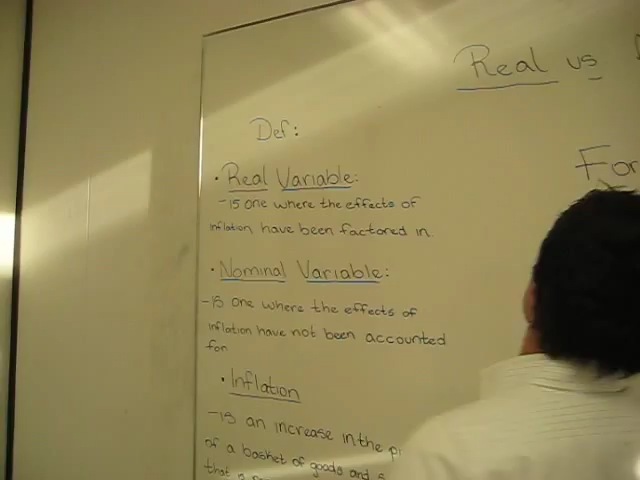 Real vs
Def:
For
• Real Variable:
- is one where the effects of
inflation have been factored in.
• Nominal Variable:
- is one where the effects of
inflation have not been accounted
for
• Inflation
- is an increase in the
of a basket of goods and
that a